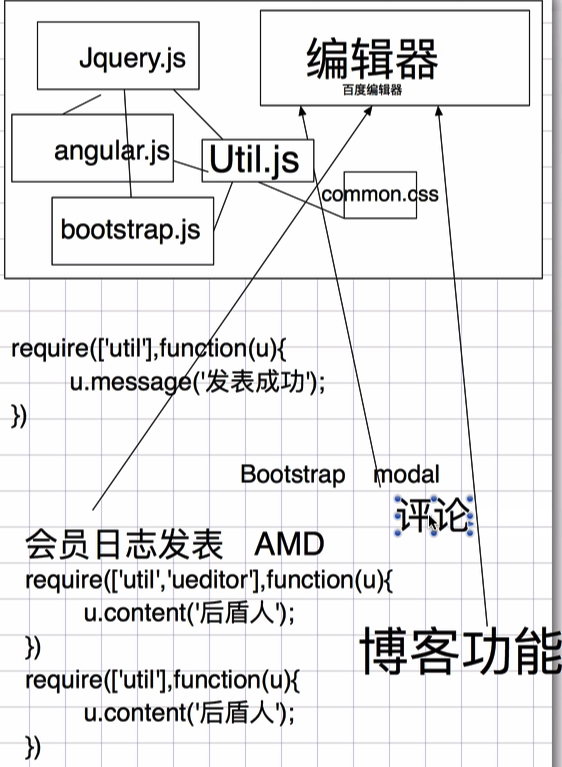 Jquery.js
编辑器
百度编辑器
angular.js
Util.js
common.css
bootstrap.js
require(['util'],function(u){
u.message('发表成功');
})
Bootstrap modal
评论
会员日志发表 AMD
require(['util','ueditor'],function(u){
u.content('后盾人');
})
博客功能
require(['util'],function(u){
u.content('后盾人');
})